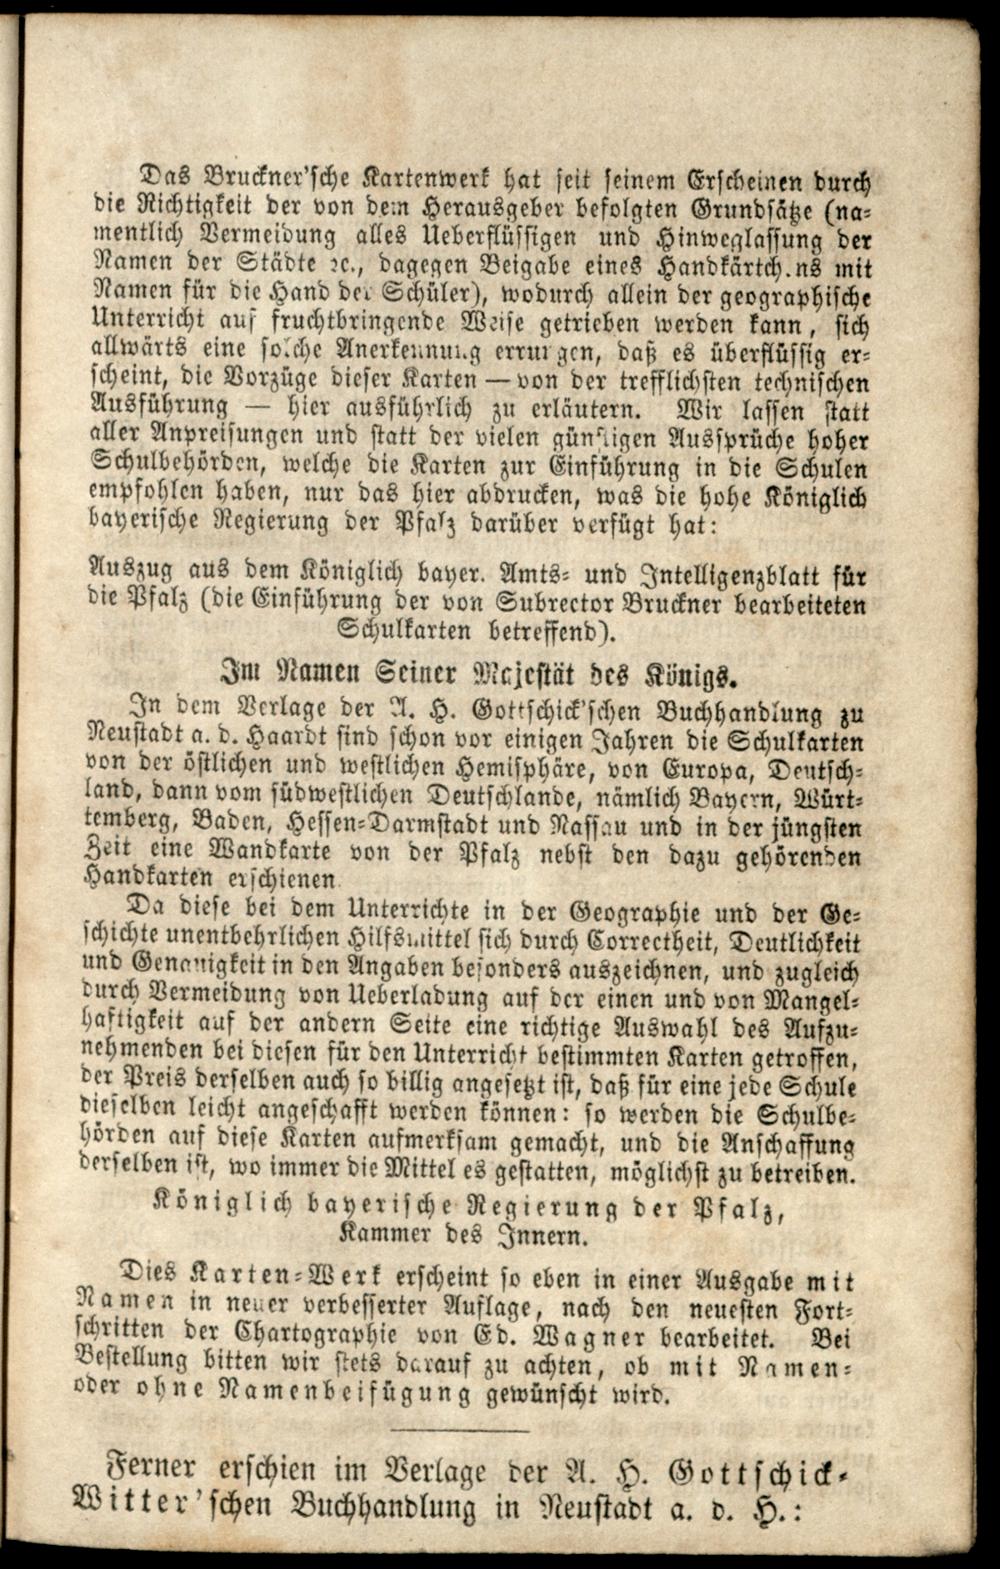 Das Bruckner'sche Kartenwerk hat seit seinem Erscheinen durch
die Richtigkeit der von dem Herausgeber befolgten Grundsätze (na-
mentlich Vermeidung alles Ueberflüssigen und Hinweglassung der
Namen der Städte ꝛc., dagegen Beigabe eines Handkärtch.ns mit
Namen für die Hand der Schüler), wodurch allein der geographische
Unterricht auf fruchtbringende Weise getrieben werden kann, sich
allwärts eine solche Anerkennung errungen, daß es überflüssig er-
scheint, die Vorzüge dieser Karten — von der trefflichsten technischen
Ausführung — hier ausführlich zu erläutern. Wir lassen statt
aller Anpreisungen und statt der vielen günstigen Aussprüche hoher
Schulbehörden, welche die Karten zur Einführung in die Schulen
empfohlen haben, nur das hier abdrucken, was die hohe Königlich
bayerische Regierung der Pfalz darüber verfügt hat:
Auszug aus dem Königlich bayer. Amts- und Intelligenzblatt für
die Pfalz (die Einführung der von Subrector Bruckner bearbeiteten
Schulkarten betreffend).
Im Namen Seiner Majestät des Königs.
In dem Verlage der A. H. Gottschick'schen Buchhandlung zu
Neustadt a. d. Haardt sind schon vor einigen Jahren die Schulkarten
von der östlichen und westlichen Hemisphäre, von Europa, Deutsch-
land, dann vom südwestlichen Deutschlande, nämlich Bayern, Würt-
temberg, Baden, Hessen-Darmstadt und Nassau und in der jüngsten
Zeit eine Wandkarte von der Pfalz nebst den dazu gehörenden
Handkarten erschienen.
Da diese bei dem Unterrichte in der Geographie und der Ge-
schichte unentbehrlichen Hilfsmittel sich durch Correctheit, Deutlichkeit
und Genauigkeit in den Angaben besonders auszeichnen, und zugleich
durch Vermeidung von Ueberladung auf der einen und von Mangel-
haftigkeit auf der andern Seite eine richtige Auswahl des Aufzu-
nehmenden bei diesen für den Unterricht bestimmten Karten getroffen,
der Preis derselben auch so billig angesetzt ist, daß für eine jede Schule
dieselben leicht angeschafft werden können: so werden die Schulbe-
hörden auf diese Karten aufmerksam gemacht, und die Anschaffung
derselben ist, wo immer die Mittel es gestatten, möglichst zu betreiben.
Königlich bayerische Regierung der Pfalz,
Kammer des Innern.
Dies Karten-Werk erscheint so eben in einer Ausgabe mit
Namen in neuer verbesserter Auflage, nach den neuesten Fort-
schritten der Chartographie von Ed. Wagner bearbeitet. Bei
Bestellung bitten wir stets darauf zu achten, ob mit Namen-
oder ohne Namenbeifügung gewünscht wird.
Ferner erschien im Verlage der A. H. Gottschick-
Witter'schen Buchhandlung in Neustadt a. d. H.: